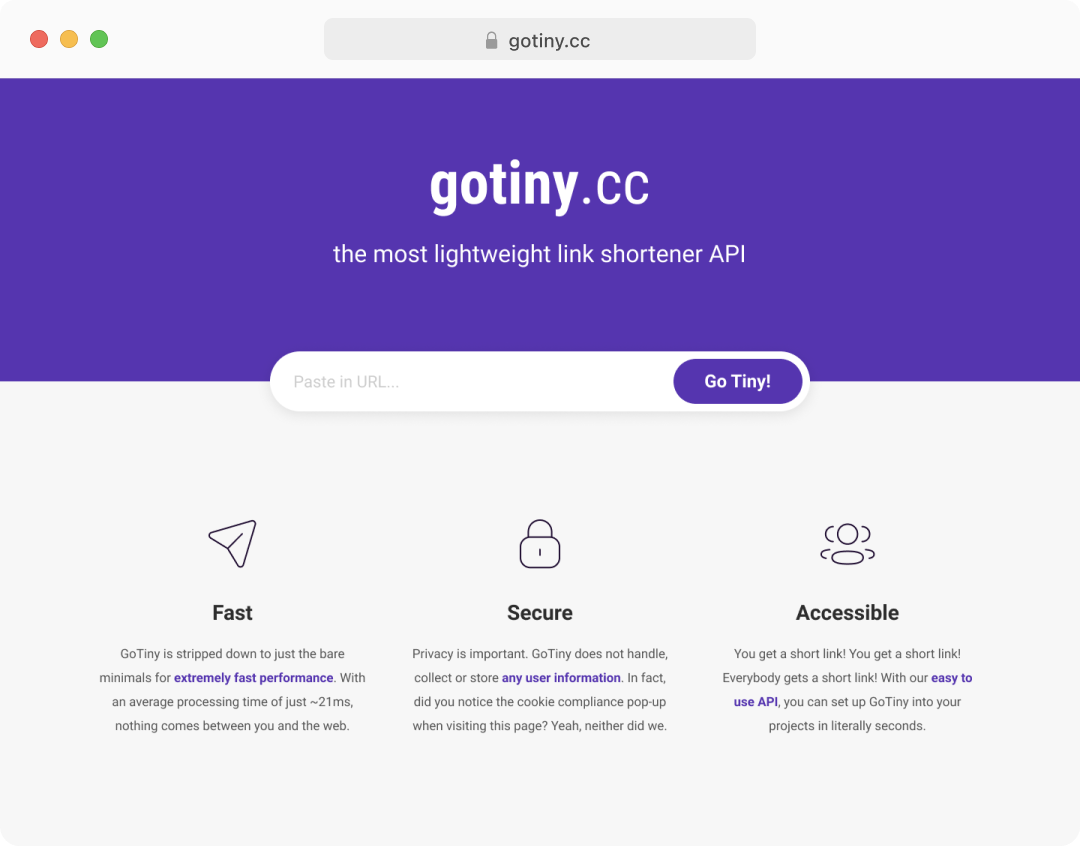 gotiny.cc
gotiny.cc
the most lightweight link shortener API
Paste in URL...
Go Tiny!
Fast
GoTiny is stripped down to just the bare
minimals for extremely fast performance. With
an average processing time of just ~21ms,
nothing comes between you and the web.
Secure
Privacy is important. GoTiny does not handle,
collect or store any user information. In fact,
did you notice the cookie compliance pop-up
when visiting this page? Yeah, neither did we.
Accessible
You get a short link! You get a short link!
Everybody gets a short link! With our easy to
use API, you can set up GoTiny into your
projects in literally seconds.